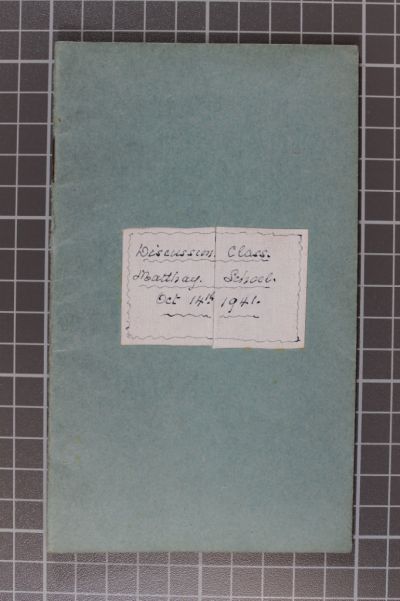 Discussion. Class.
Matthay. School.
Oct 14th 1941.